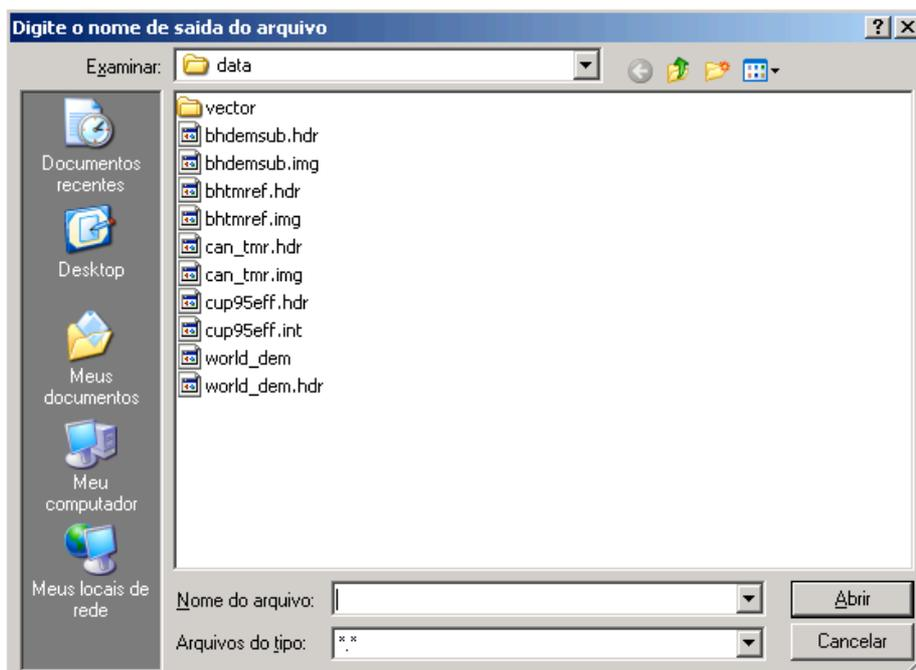 Digite o nome de saida do arquivo
Examinar: data
Documentos
recentes
Desktop
Meus
documentos
Meu
computador
Meus locais de
rede
vector
bhdemsub.hdr
bhdemsub.img
bhtmref.hdr
bhtmref.img
can_tmr.hdr
can_tmr.img
cup95eff.hdr
cup95eff.int
world_dem
world_dem.hdr
Nome do arquivo:
Abrir
Arquivos do tipo: *.*
Cancelar